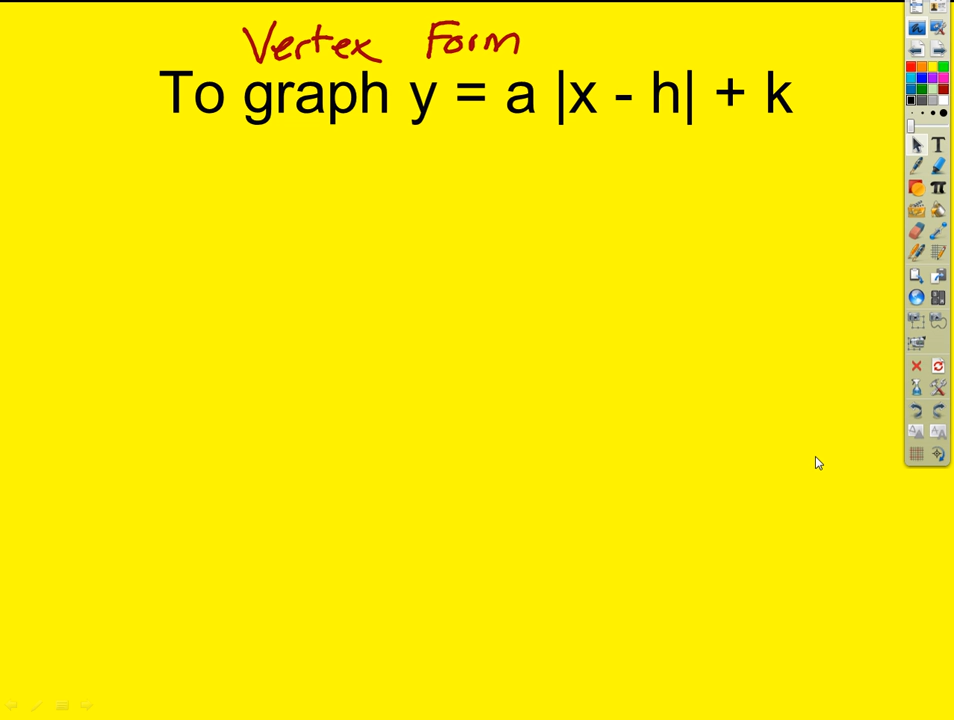 Vertex Form
To graph y = a |x - h| + k